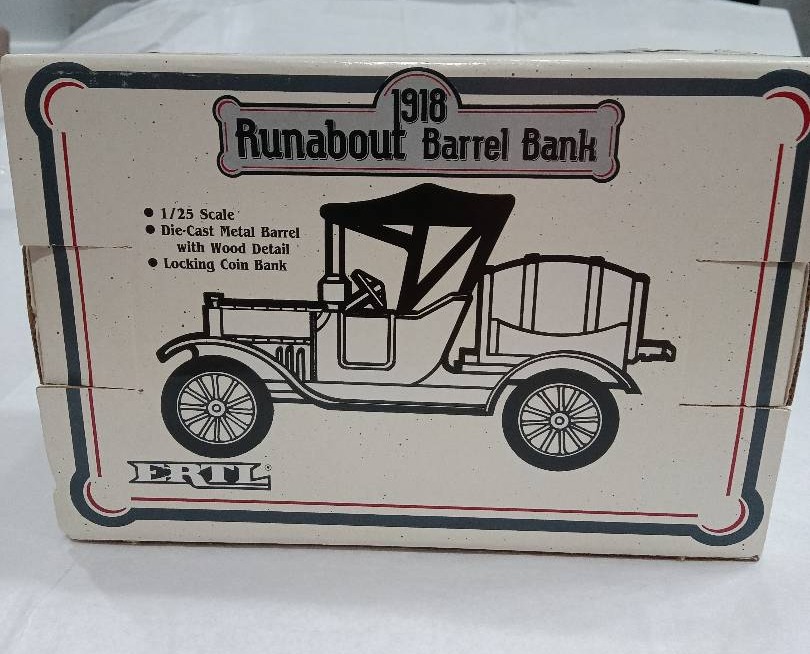 1918
Runabout Barrel Bank
● 1/25 Scale
● Die-Cast Metal Barrel
with Wood Detail
● Locking Coin Bank
ERTL®